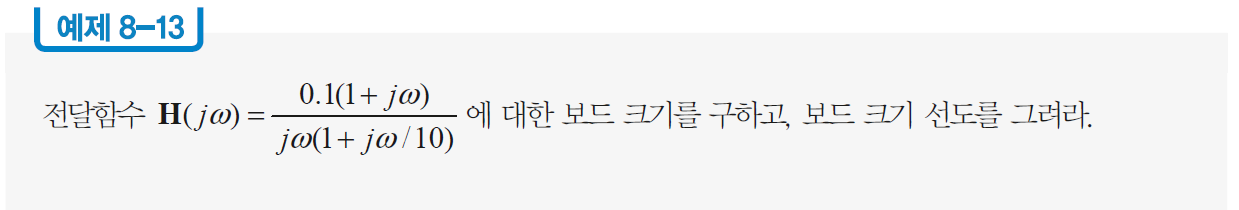 예제 8-13
전달함수 H(jω) = 0.1(1 + jω) / jω(1 + jω/10) 에 대한 보드 크기를 구하고, 보드 크기 선도를 그려라.